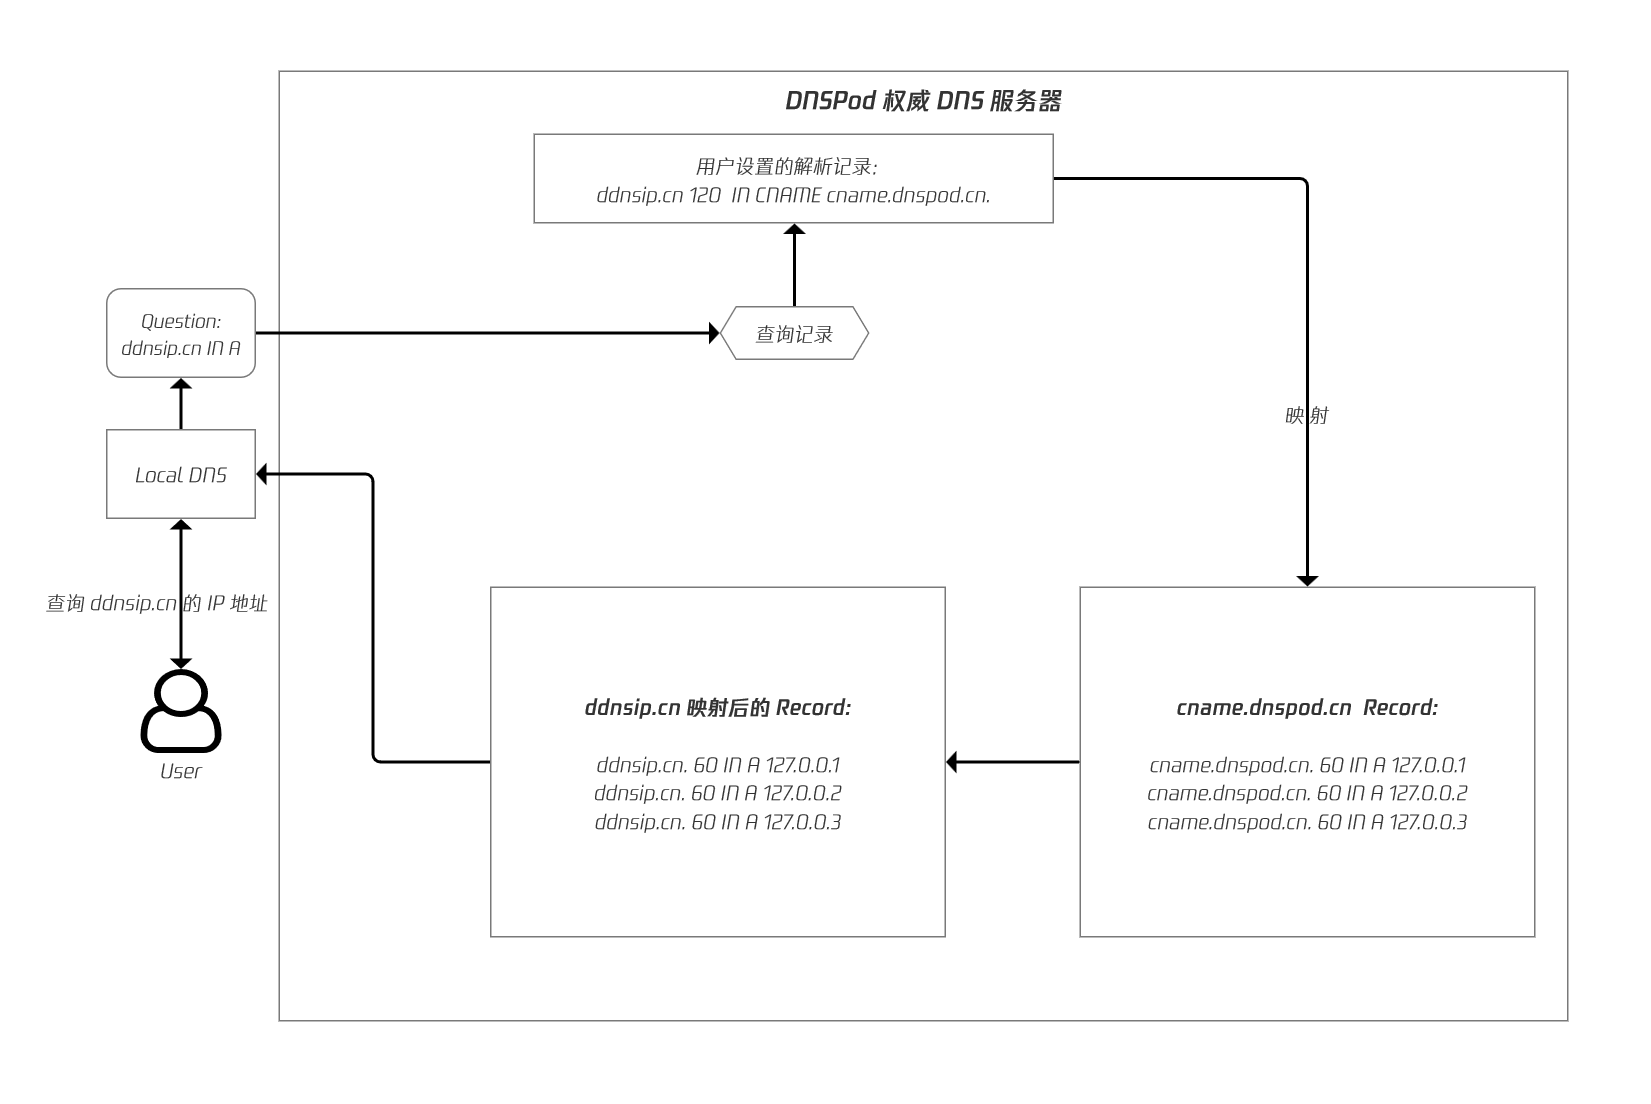 DNSPod 权威 DNS 服务器
用户设置的解析记录:
ddnsip.cn 120  IN CNAME cname.dnspod.cn.
Question:
ddnsip.cn IN A
查询记录
映射
Local DNS
查询 ddnsip.cn 的 IP 地址
User
ddnsip.cn 映射后的 Record:
ddnsip.cn. 60 IN A 127.0.0.1
ddnsip.cn. 60 IN A 127.0.0.2
ddnsip.cn. 60 IN A 127.0.0.3
cname.dnspod.cn  Record:
cname.dnspod.cn. 60 IN A 127.0.0.1
cname.dnspod.cn. 60 IN A 127.0.0.2
cname.dnspod.cn. 60 IN A 127.0.0.3